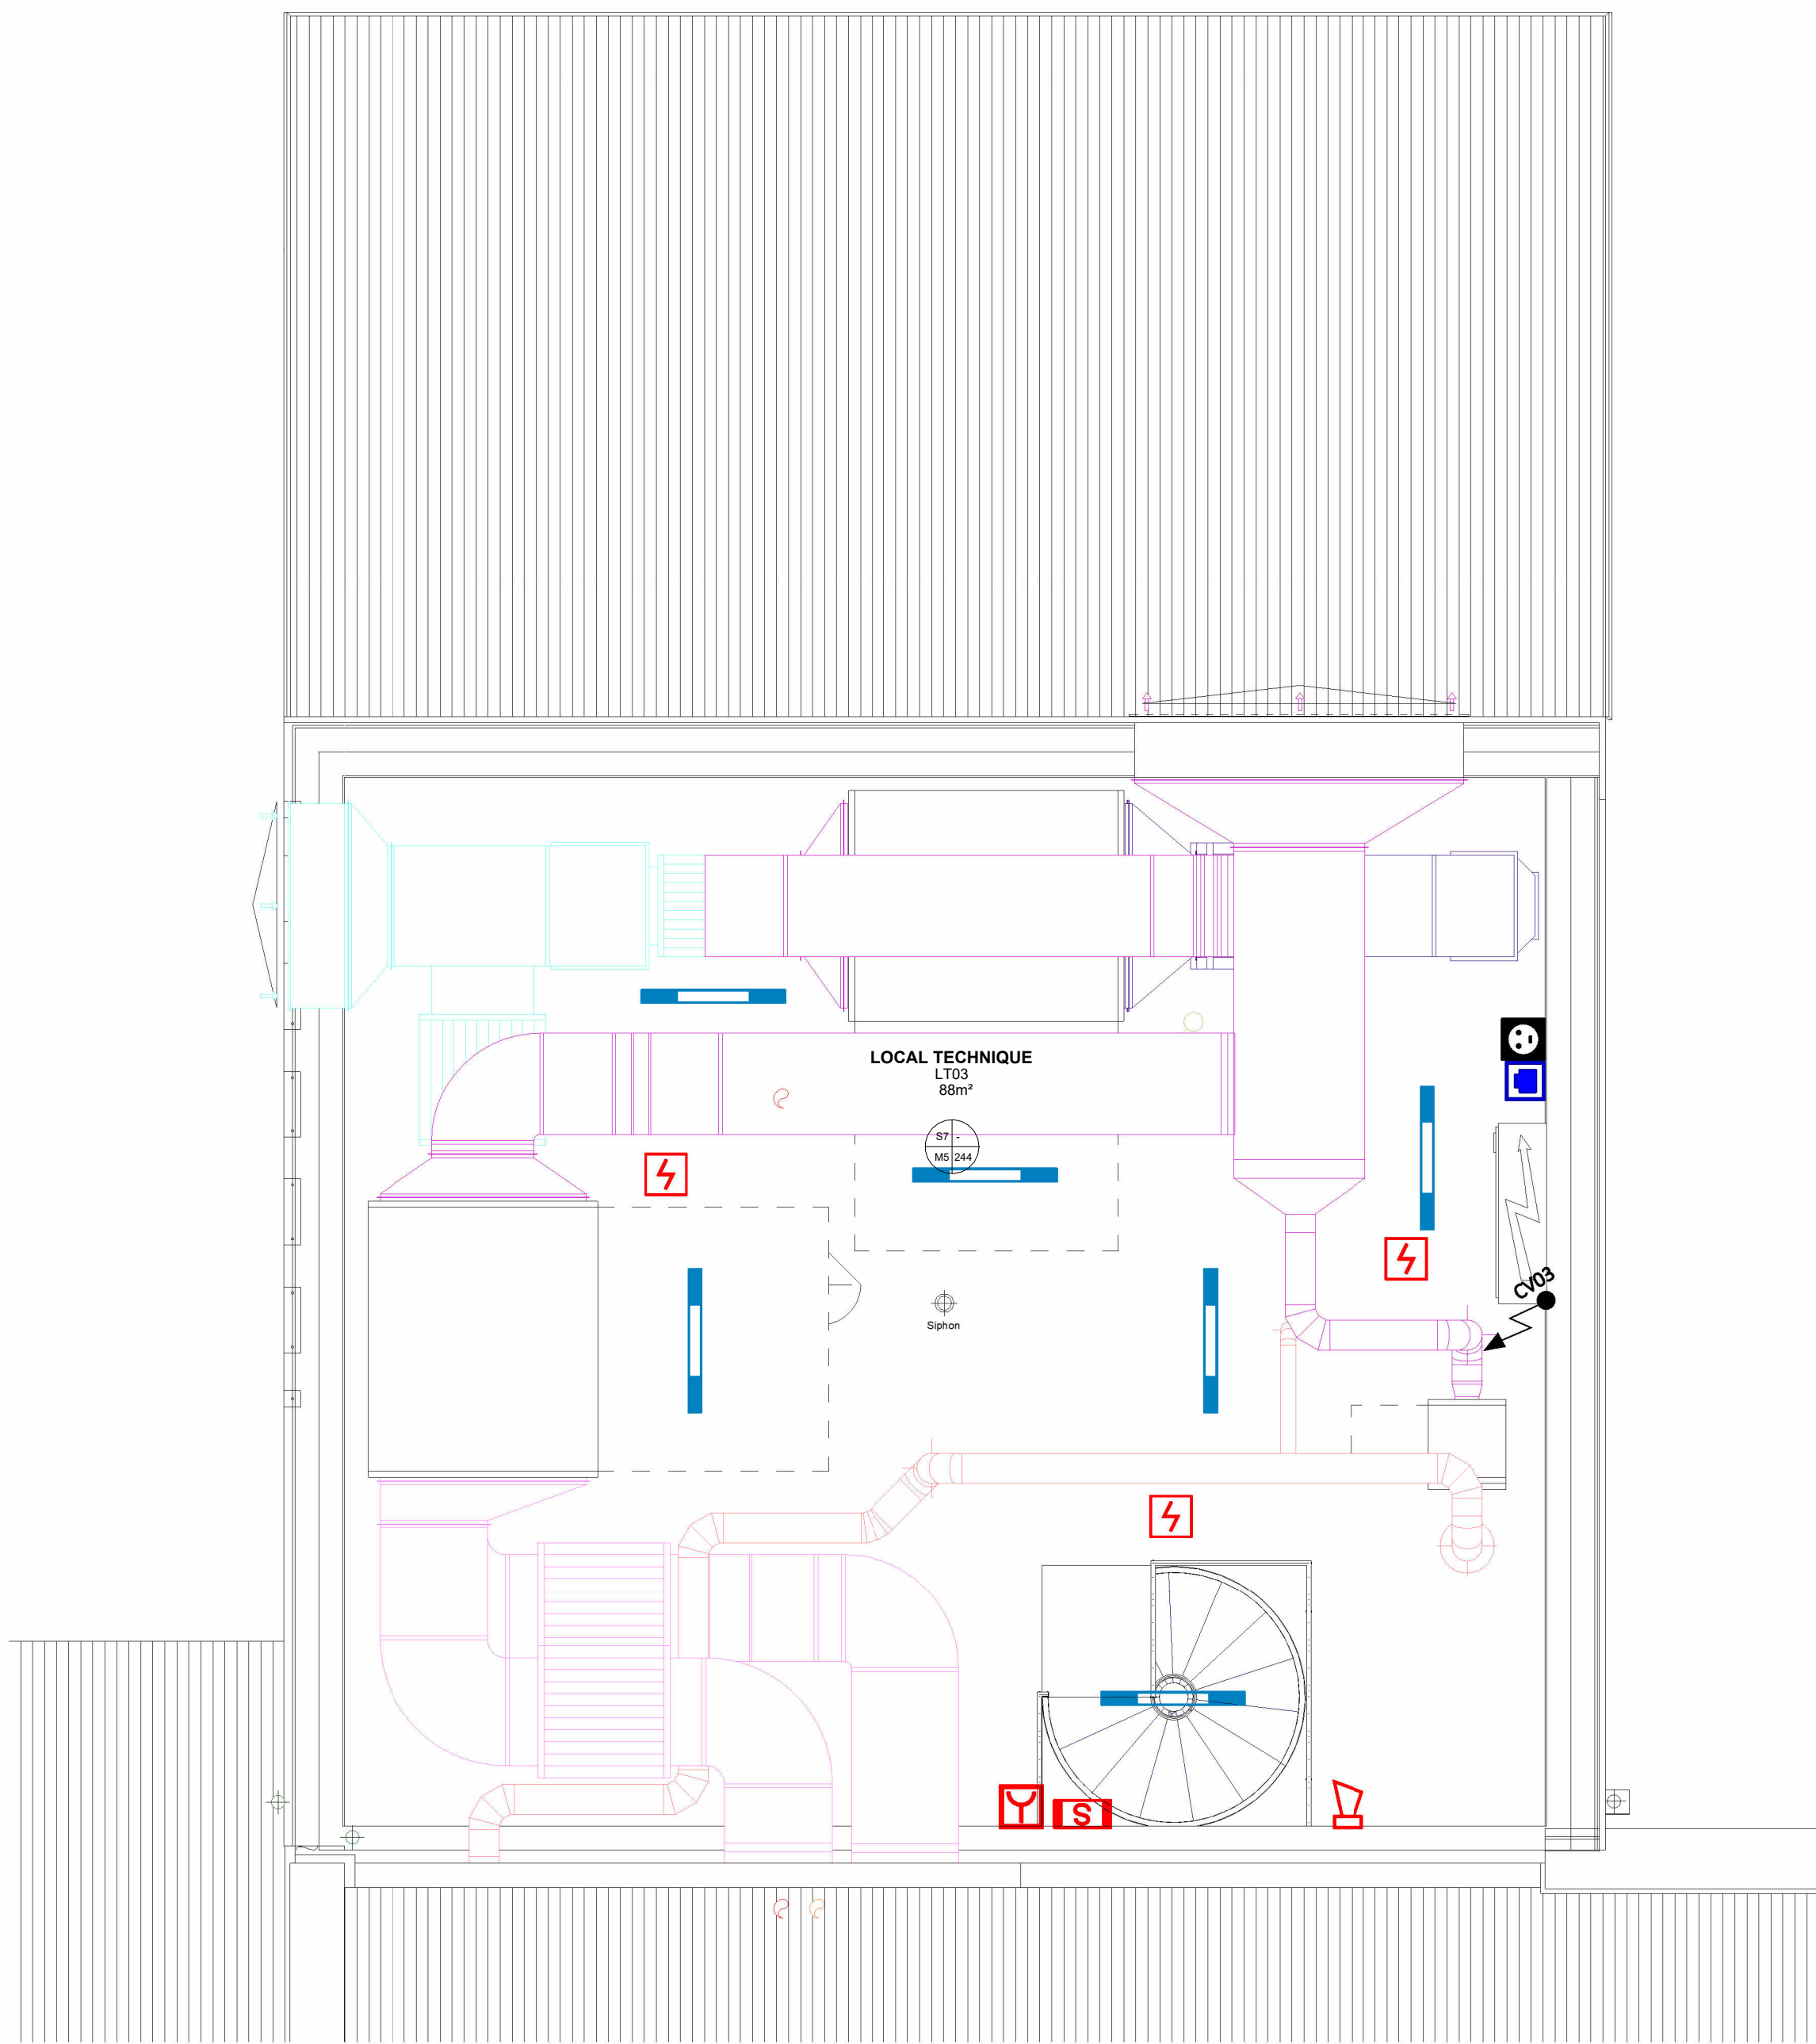 LOCAL TECHNIQUE
LT03
88m²
S7 -
M5 244
CV03
Siphon
S